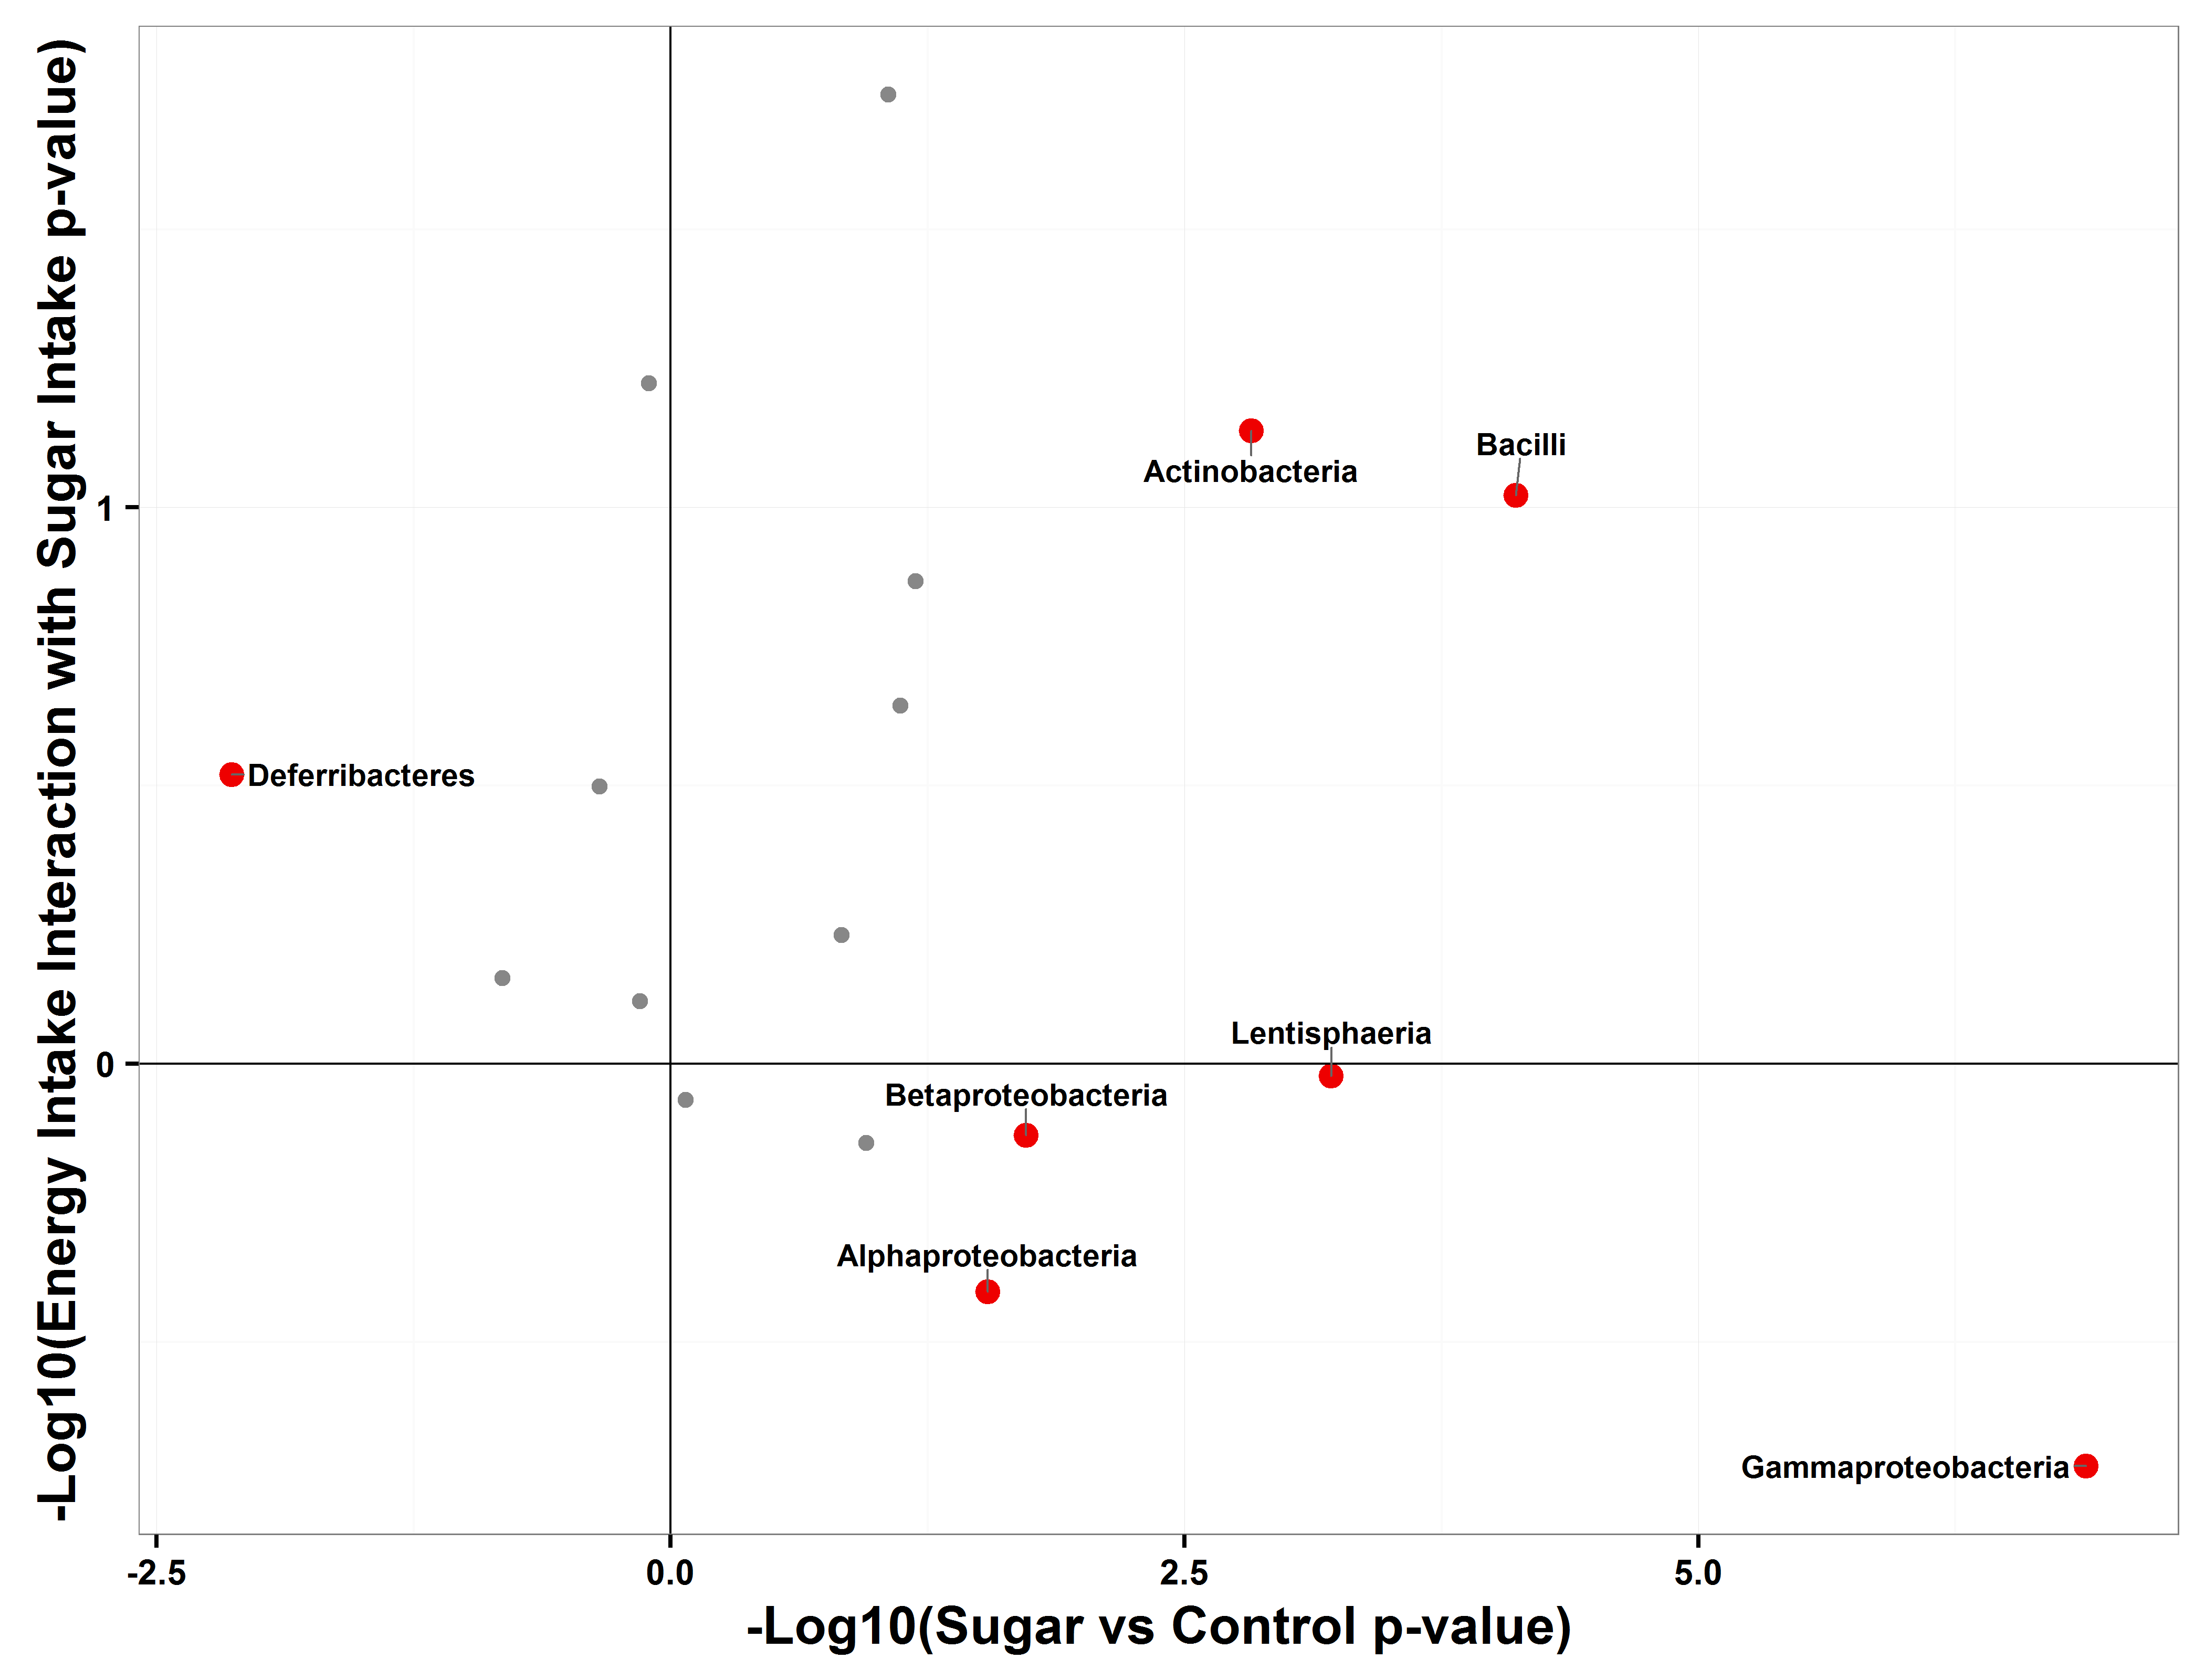 -Log10(Energy Intake Interaction with Sugar Intake p-value)
1
0
Actinobacteria
Bacilli
Deferribacteres
Lentisphaeria
Betaproteobacteria
Alphaproteobacteria
Gammaproteobacteria
-2.5
0.0
2.5
5.0
-Log10(Sugar vs Control p-value)